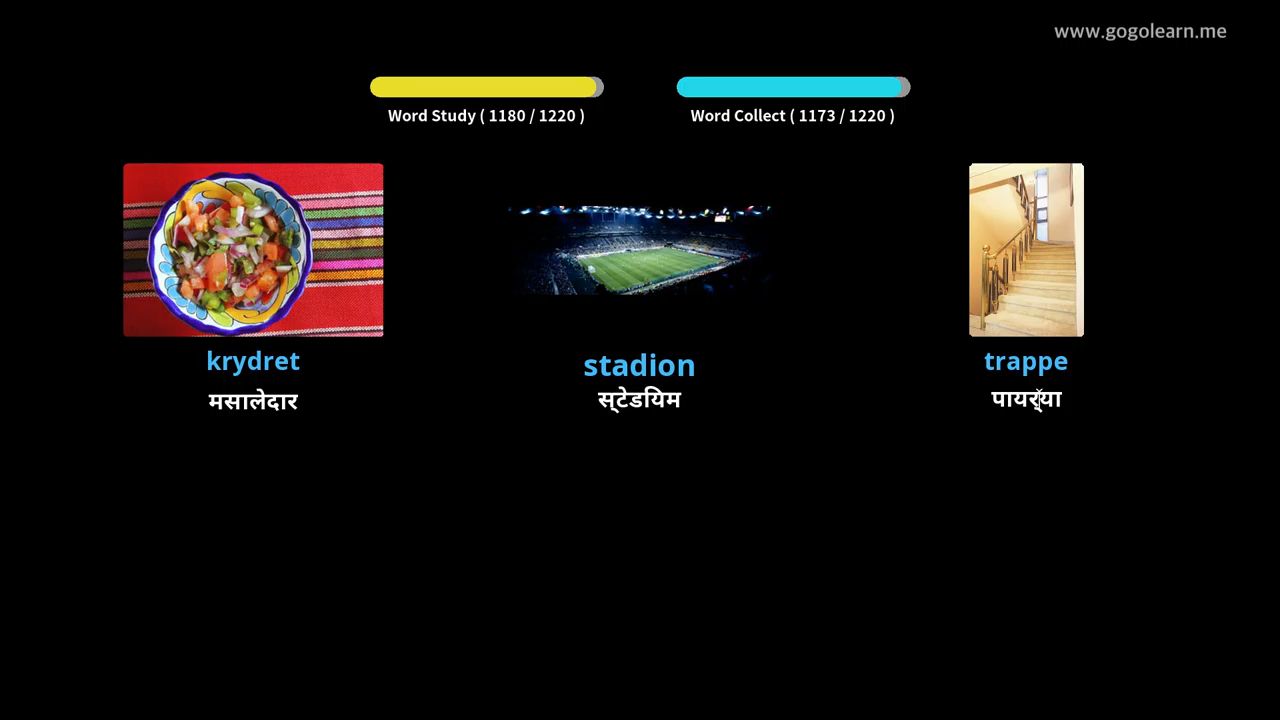 www.gogolearn.me
Word Study ( 1180 / 1220 )
Word Collect ( 1173 / 1220 )
krydret
stadion
trappe
मसालेदार
स्टेडियम
पायऱ्या